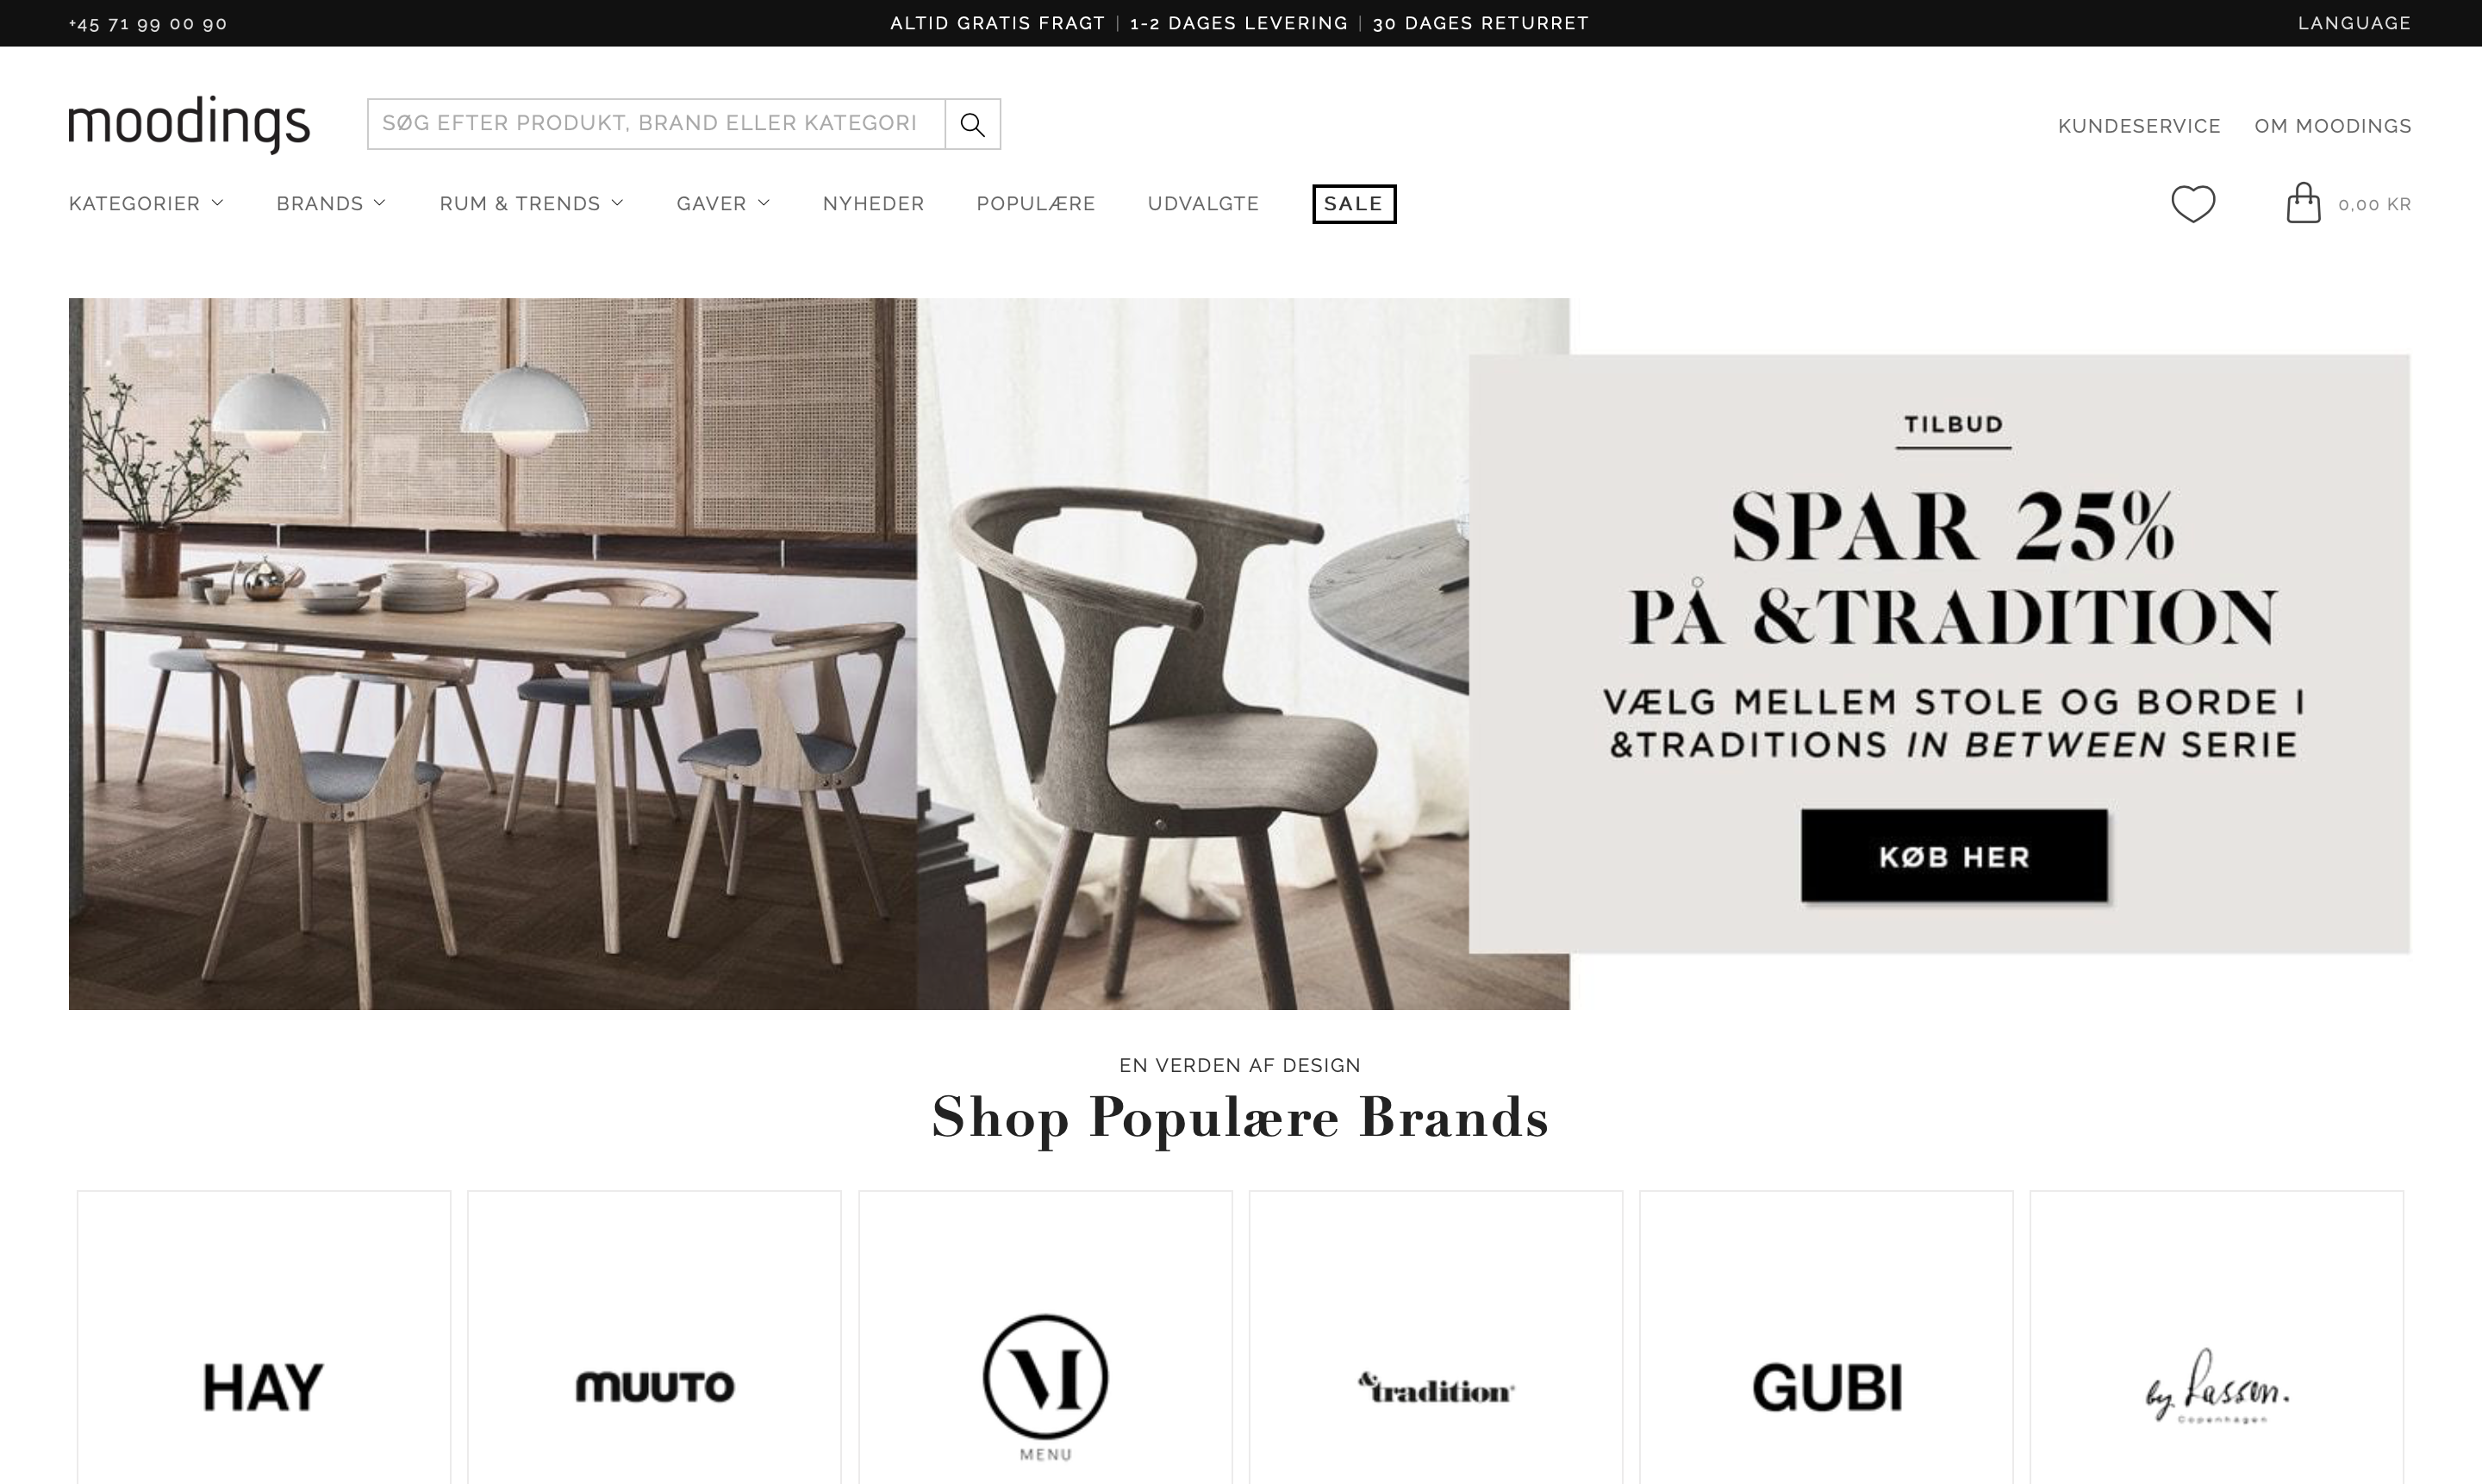 +45 71 99 00 90
ALTID GRATIS FRAGT | 1-2 DAGES LEVERING | 30 DAGES RETURRET
LANGUAGE
moodings
SØG EFTER PRODUKT, BRAND ELLER KATEGORI
KUNDESERVICE
OM MOODINGS
KATEGORIER
BRANDS
RUM & TRENDS
GAVER
NYHEDER
POPULÆRE
UDVALGTE
SALE
0,00 KR
TILBUD
SPAR 25%
PÅ &TRADITION
VÆLG MELLEM STOLE OG BORDE I
&TRADITIONS IN BETWEEN SERIE
KØB HER
EN VERDEN AF DESIGN
Shop Populære Brands
HAY
MUUTO
M
MENU
&tradition®
GUBI
by Lassen.
Copenhagen